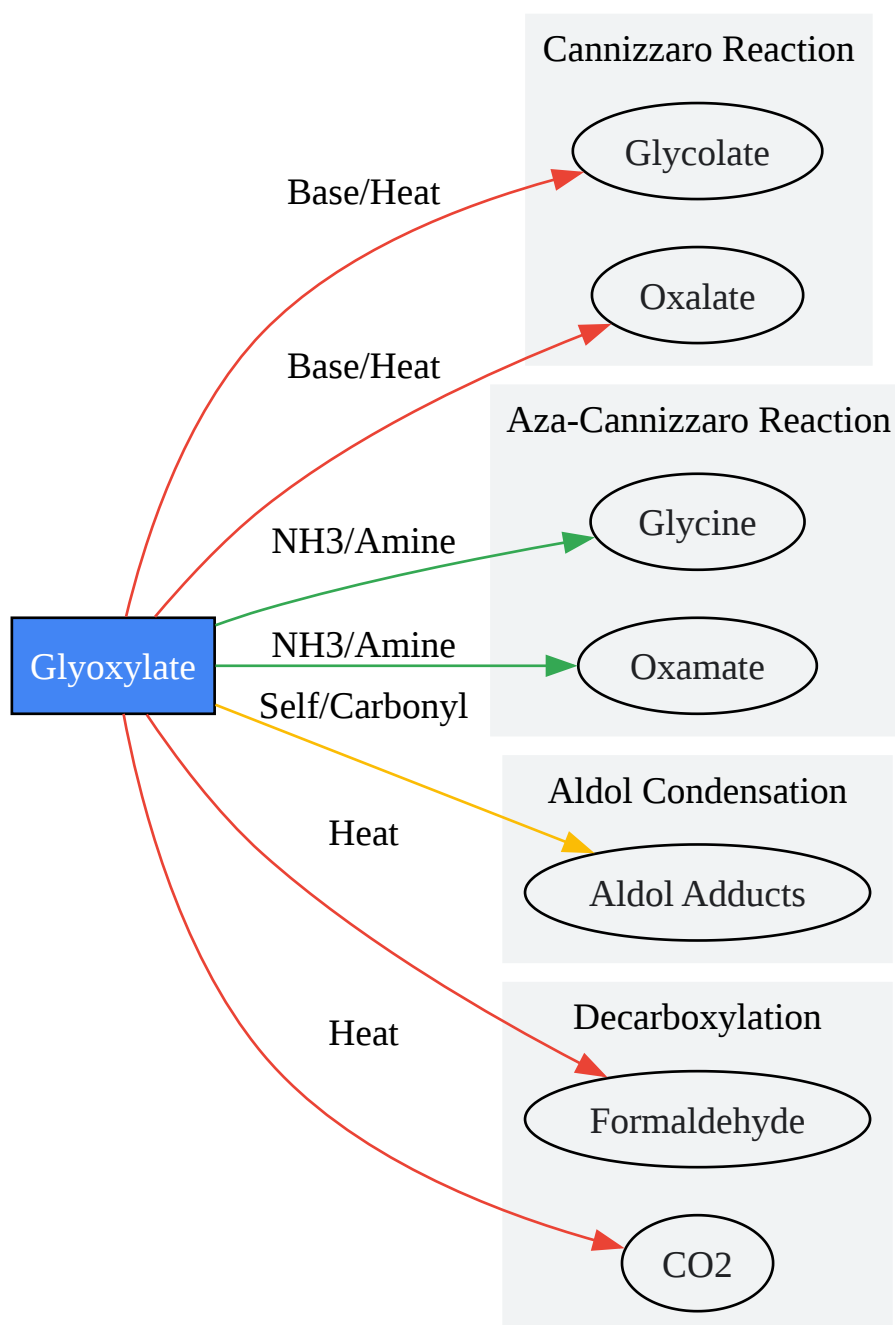 Cannizzaro Reaction
Glycolate
Base/Heat
Oxalate
Base/Heat
Aza-Cannizzaro Reaction
Glycine
NH3/Amine
NH3/Amine
Oxamate
Glyoxylate
Self/Carbonyl
Aldol Condensation
Heat
Aldol Adducts
Decarboxylation
Heat
Formaldehyde
CO2